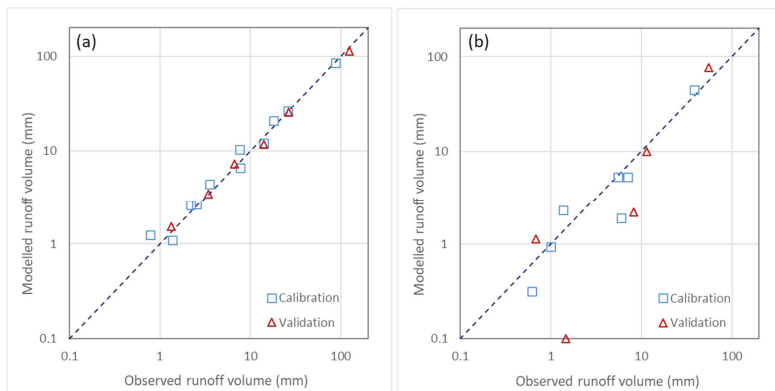 (a)
Modelled runoff volume (mm)
100
10
1
0.1
0.1 1 10 100
Observed runoff volume (mm)
Calibration
Validation
(b)
Modelled runoff volume (mm)
100
10
1
0.1
0.1 1 10 100
Observed runoff volume (mm)
Calibration
Validation